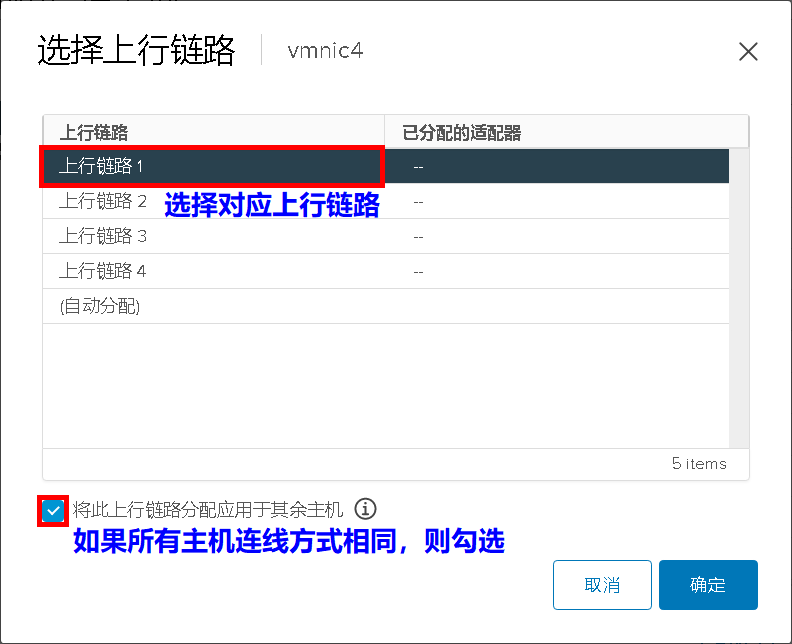 选择上行链路 vmnic4
上行链路 已分配的适配器
上行链路 1 --
上行链路 2 --
选择对应上行链路
上行链路 3 --
上行链路 4 --
(自动分配)
5 items
将此上行链路分配应用于其余主机
如果所有主机连线方式相同，则勾选
取消 确定